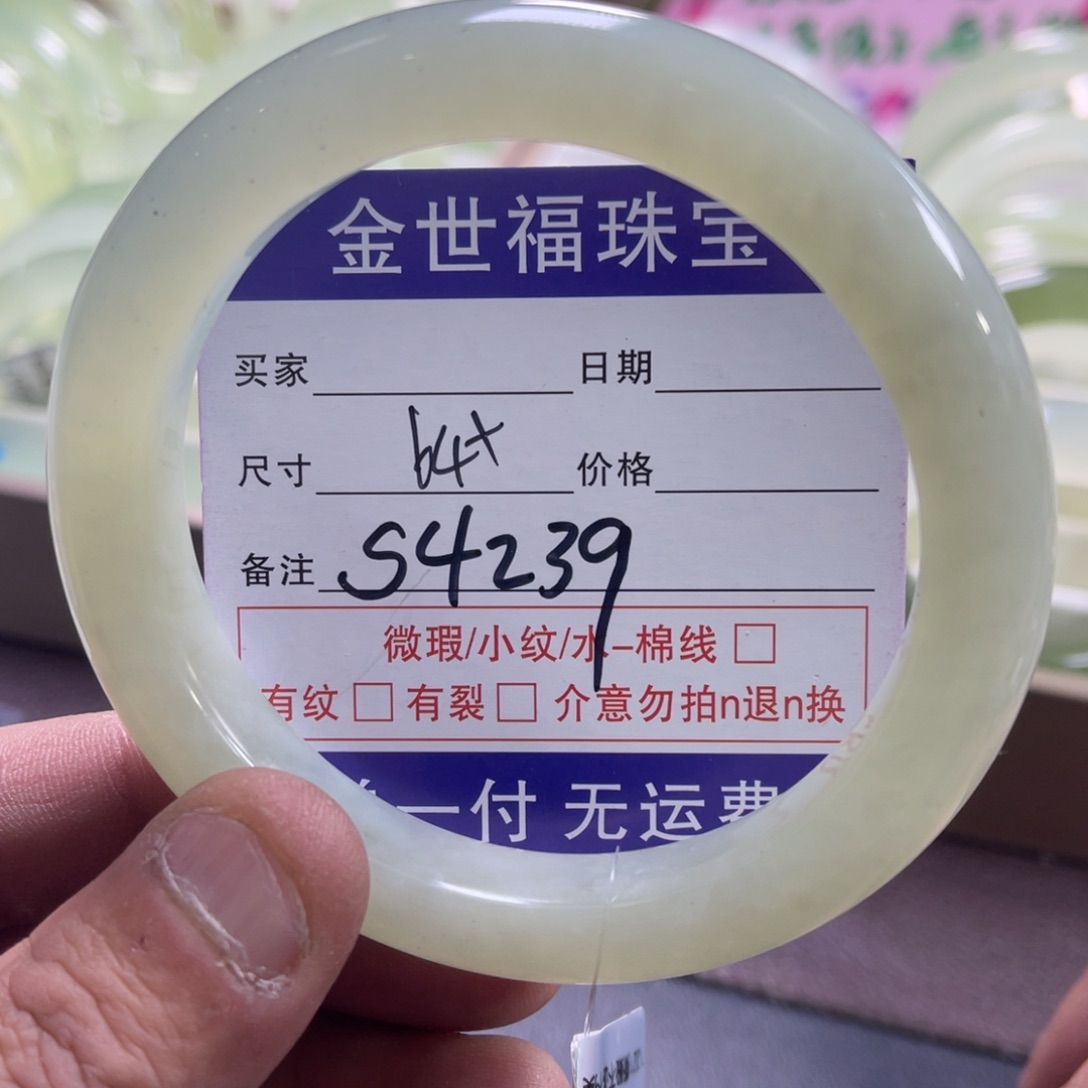 金世福珠宝
买家 日期
尺寸 64+ 价格
备注 S4239
微瑕/小纹/水-棉线 □
有纹 □ 有裂 □ 介意勿拍n退n换
一付 无运费